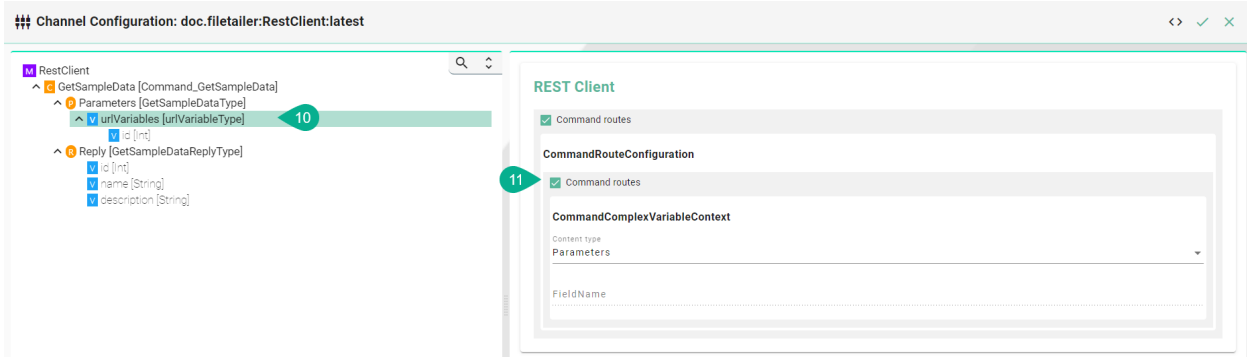 Channel Configuration: doc.filetailer:RestClient:latest
M RestClient
C GetSampleData [Command_GetSampleData]
P Parameters [GetSampleDataType]
V urlVariables [urlVariableType]
10
V id [Int]
R Reply [GetSampleDataReplyType]
V id [int]
V name [String]
V description [String]
REST Client
Command routes
CommandRouteConfiguration
11
Command routes
CommandComplexVariableContext
Content type
Parameters
FieldName